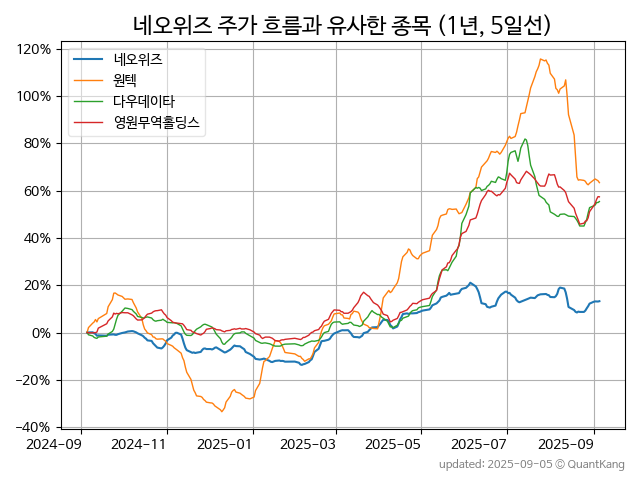 네오위즈 주가 흐름과 유사한 종목 (1년, 5일선)
네오위즈
원텍
다우데이타
영원무역홀딩스
120%
100%
80%
60%
40%
20%
0%
−20%
−40%
2024-09
2024-11
2025-01
2025-03
2025-05
2025-07
2025-09
updated: 2025-09-05 © QuantKang